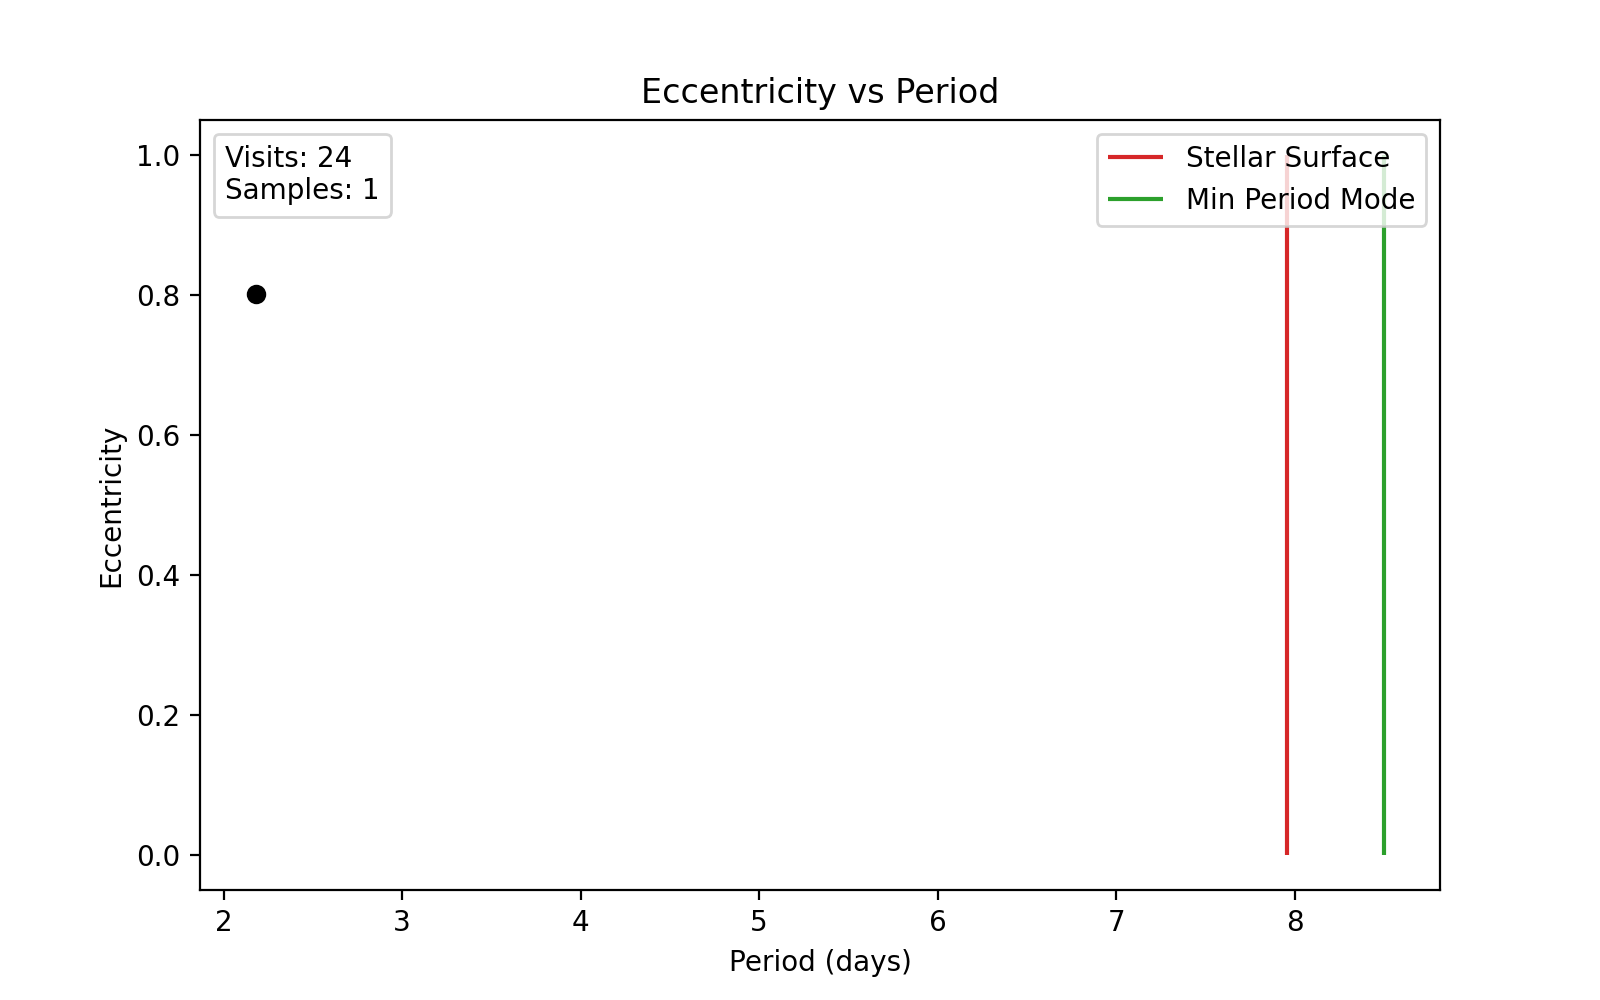 Eccentricity vs Period
Visits: 24
Samples: 1
Stellar Surface
Min Period Mode
1.0
0.8
0.6
0.4
0.2
0.0
Eccentricity
2 3 4 5 6 7 8
Period (days)